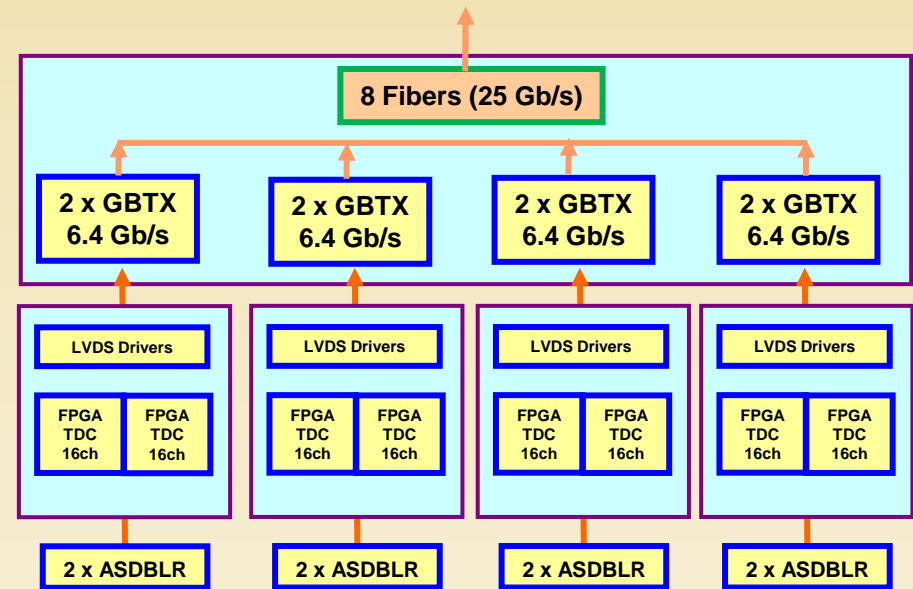 8 Fibers (25 Gb/s)
2 x GBTX
6.4 Gb/s
2 x GBTX
6.4 Gb/s
2 x GBTX
6.4 Gb/s
2 x GBTX
6.4 Gb/s
LVDS Drivers
LVDS Drivers
LVDS Drivers
LVDS Drivers
FPGA
TDC
16ch
FPGA
TDC
16ch
FPGA
TDC
16ch
FPGA
TDC
16ch
FPGA
TDC
16ch
FPGA
TDC
16ch
FPGA
TDC
16ch
FPGA
TDC
16ch
2 x ASDBLR
2 x ASDBLR
2 x ASDBLR
2 x ASDBLR